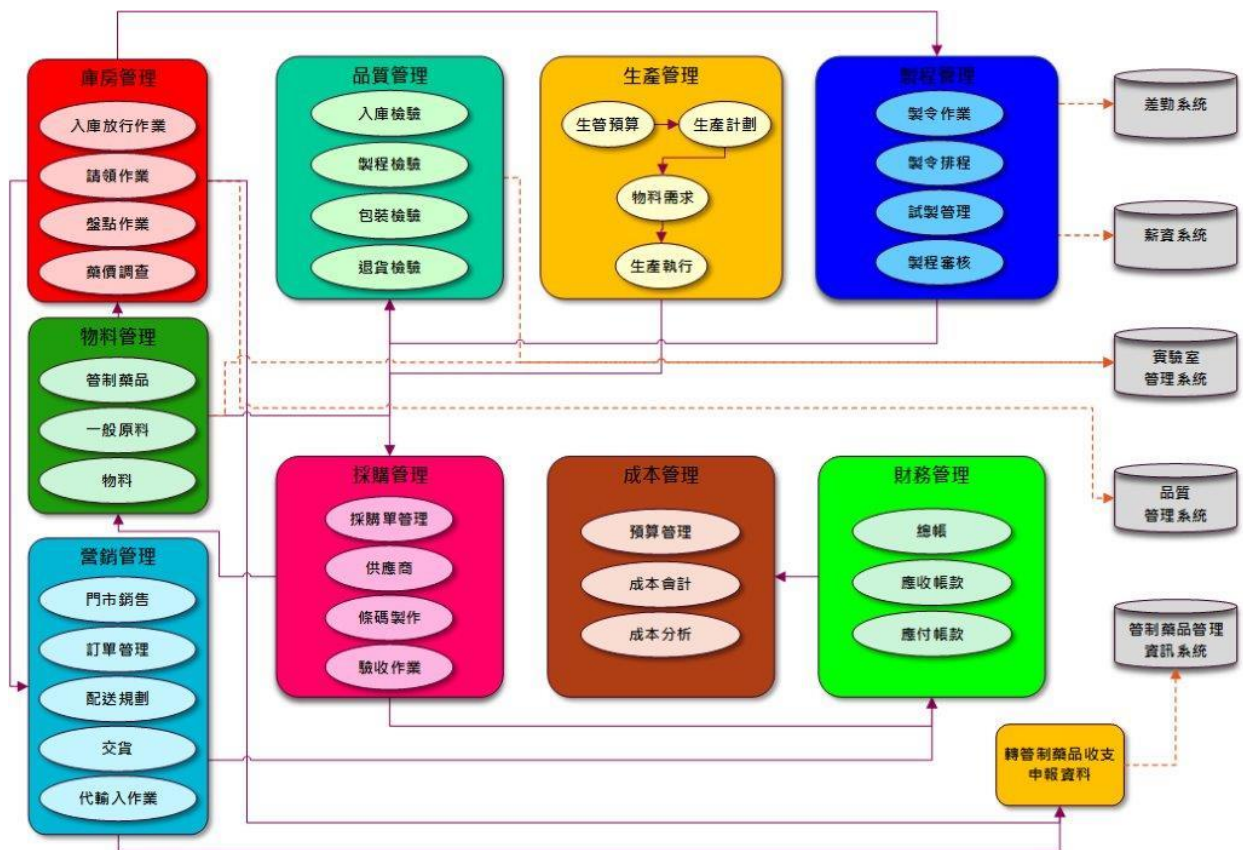 庫房管理
入庫放行作業
請領作業
盤點作業
藥價調查
品質管理
入庫檢驗
製程檢驗
包裝檢驗
退貨檢驗
生產管理
生管預算
生產計劃
物料需求
生產執行
製程管理
製令作業
製令排程
試製管理
製程審核
差勤系統
薪資系統
實驗室
管理系統
品質
管理系統
管制藥品管理
資訊系統
物料管理
管制藥品
一般原料
物料
採購管理
採購單管理
供應商
條碼製作
驗收作業
成本管理
預算管理
成本會計
成本分析
財務管理
總帳
應收帳款
應付帳款
營銷管理
門市銷售
訂單管理
配送規劃
交貨
代輸入作業
轉管制藥品收支
申報資料